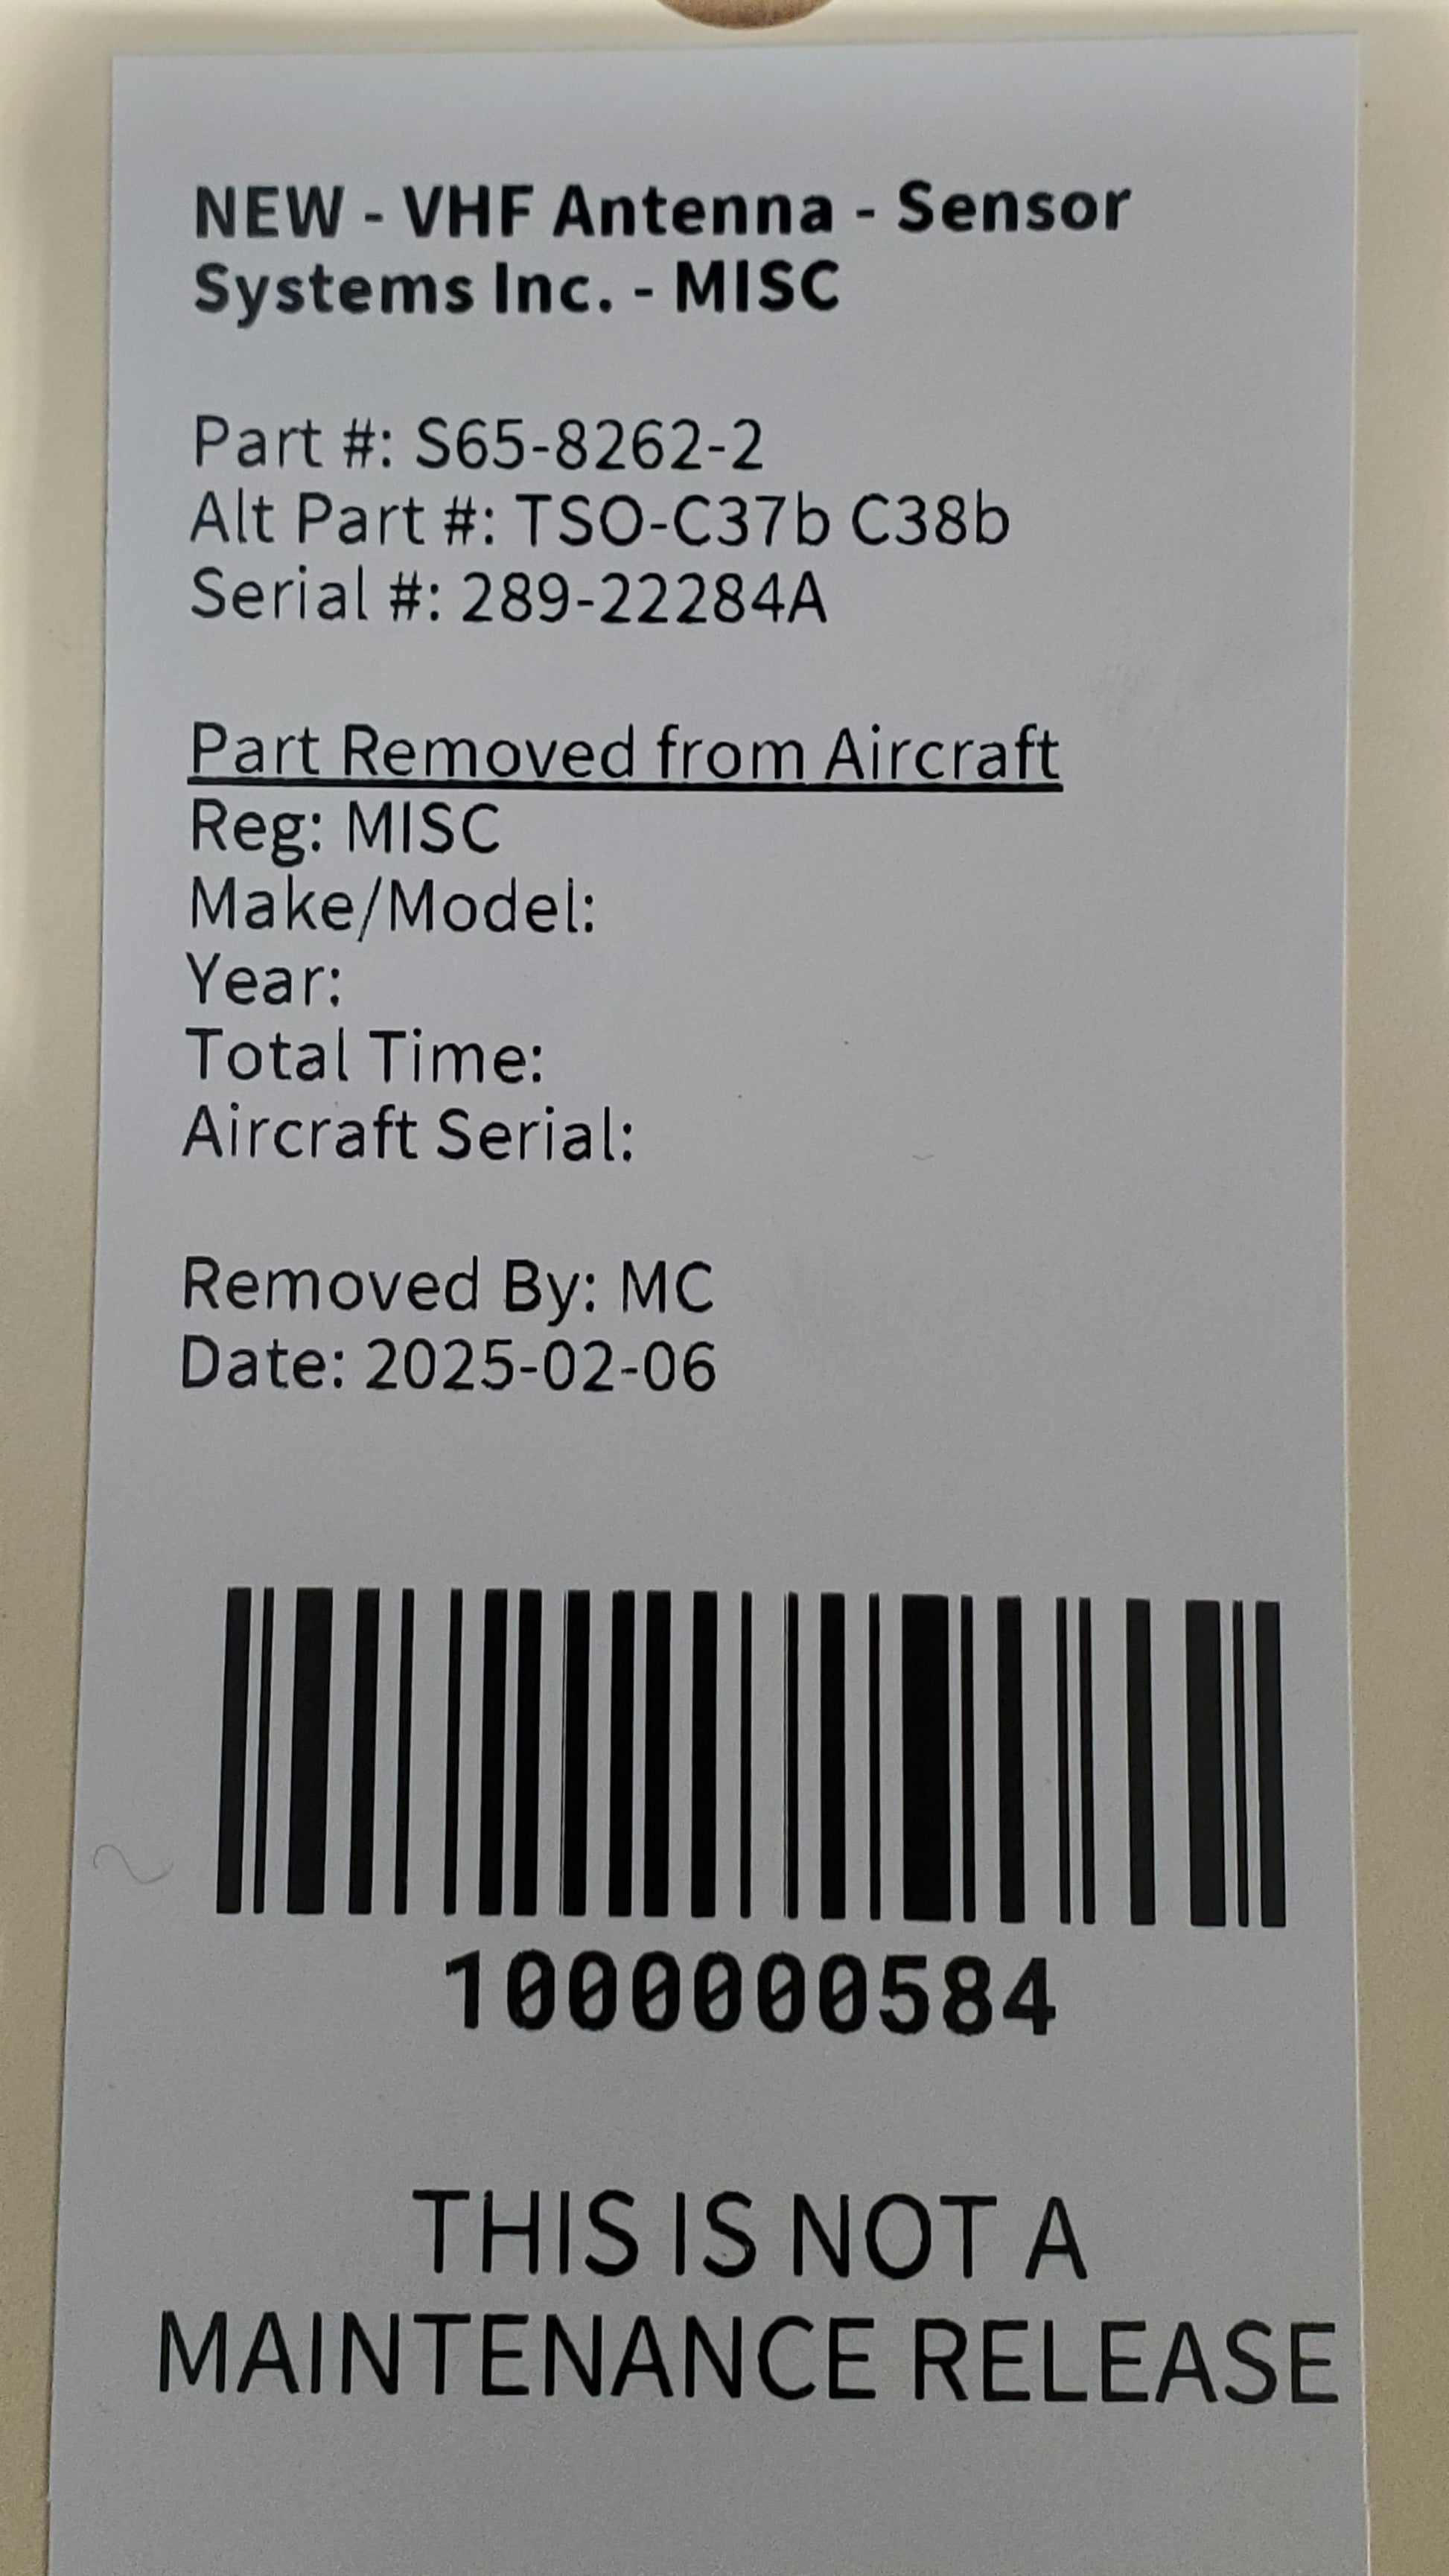 NEW - VHF Antenna - Sensor
Systems Inc. - MISC
Part #: S65-8262-2
Alt Part #: TSO-C37b C38b
Serial #: 289-22284A
Part Removed from Aircraft
Reg: MISC
Make/Model:
Year:
Total Time:
Aircraft Serial:
Removed By: MC
Date: 2025-02-06
1000000584
THIS IS NOT A
MAINTENANCE RELEASE